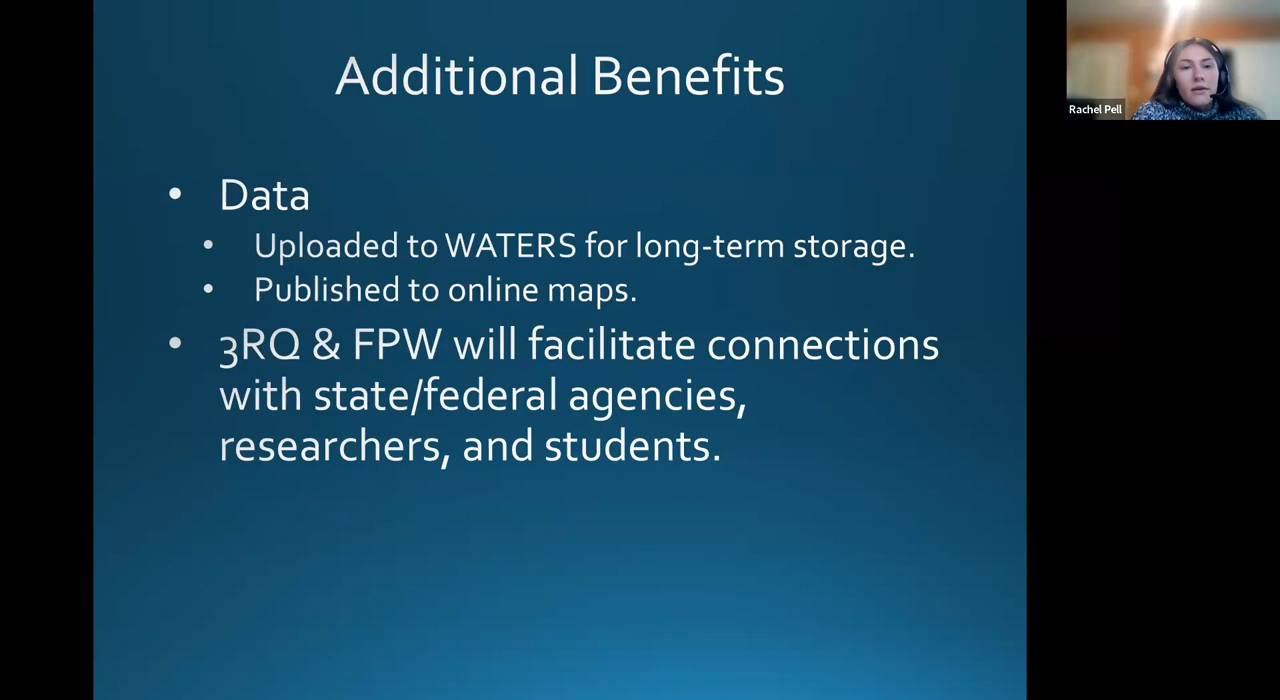 Additional Benefits
• Data
• Uploaded to WATERS for long-term storage.
• Published to online maps.
• 3RQ & FPW will facilitate connections
with state/federal agencies,
researchers, and students.
Rachel Pell